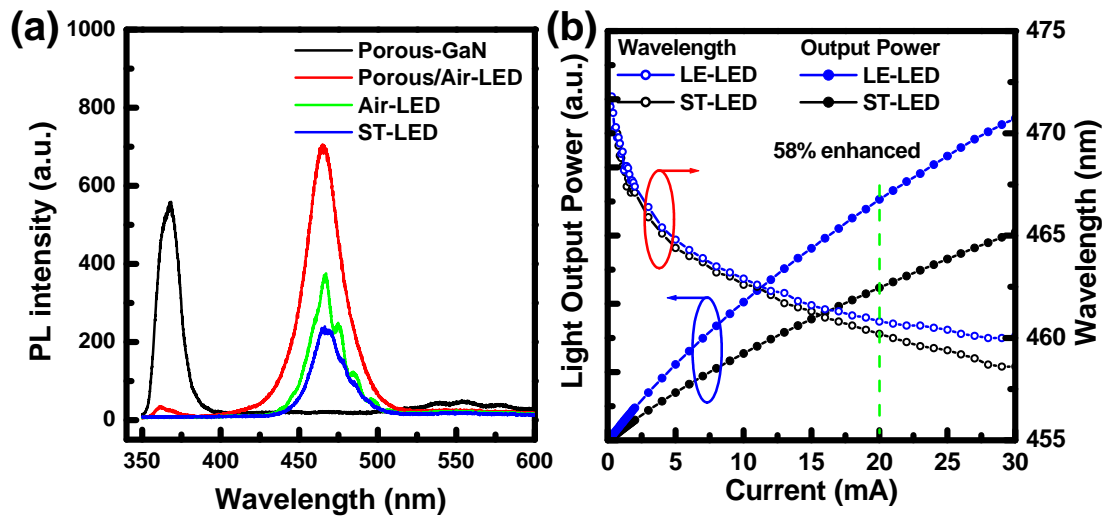 (a)
1000
800
600
400
200
0
PL intensity (a.u.)
Porous-GaN
Porous/Air-LED
Air-LED
ST-LED
350 400 450 500 550 600
Wavelength (nm)
(b)
Light Output Power (a.u.)
Wavelength Output Power
LE-LED LE-LED
ST-LED ST-LED
58% enhanced
475
470
465
460
455
Wavelength (nm)
0 5 10 15 20 25 30
Current (mA)